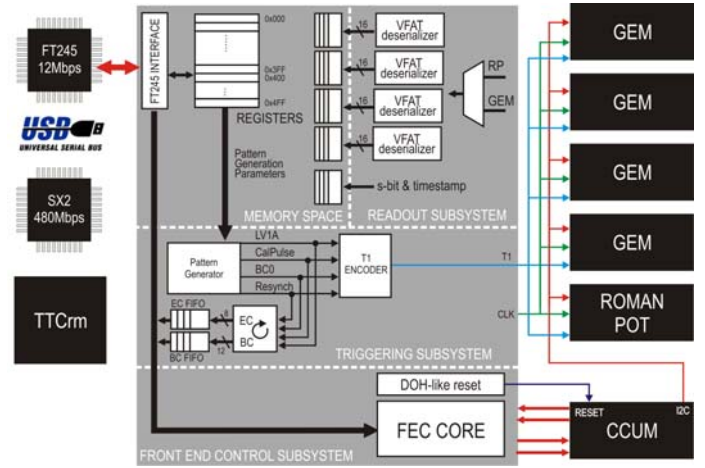 FT245
12Mbps
USB
UNIVERSAL SERIAL BUS
SX2
480Mbps
TTCrm
FT245 INTERFACE
0x000
0x3FF
0x400
0x4FF
REGISTERS
Pattern
Generation
Parameters
MEMORY SPACE
16
VFAT
deserializer
16
VFAT
deserializer
16
VFAT
deserializer
16
VFAT
deserializer
RP
GEM
s-bit & timestamp
READOUT SUBSYSTEM
Pattern
Generator
LV1A
CalPulse
BC0
Resynch
T1
ENCODER
T1
EC FIFO
8
EC
BC
12
BC FIFO
CLK
TRIGGERING SUBSYSTEM
DOH-like reset
FEC CORE
FRONT END CONTROL SUBSYSTEM
GEM
GEM
GEM
GEM
ROMAN
POT
RESET
I2C
CCUM